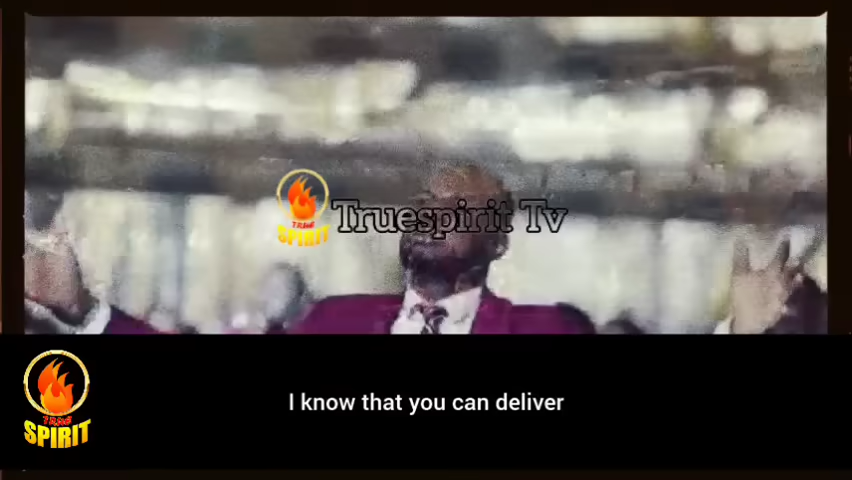 TRUE
SPIRIT
Truespirit Tv
TRUE
SPIRIT
I know that you can deliver